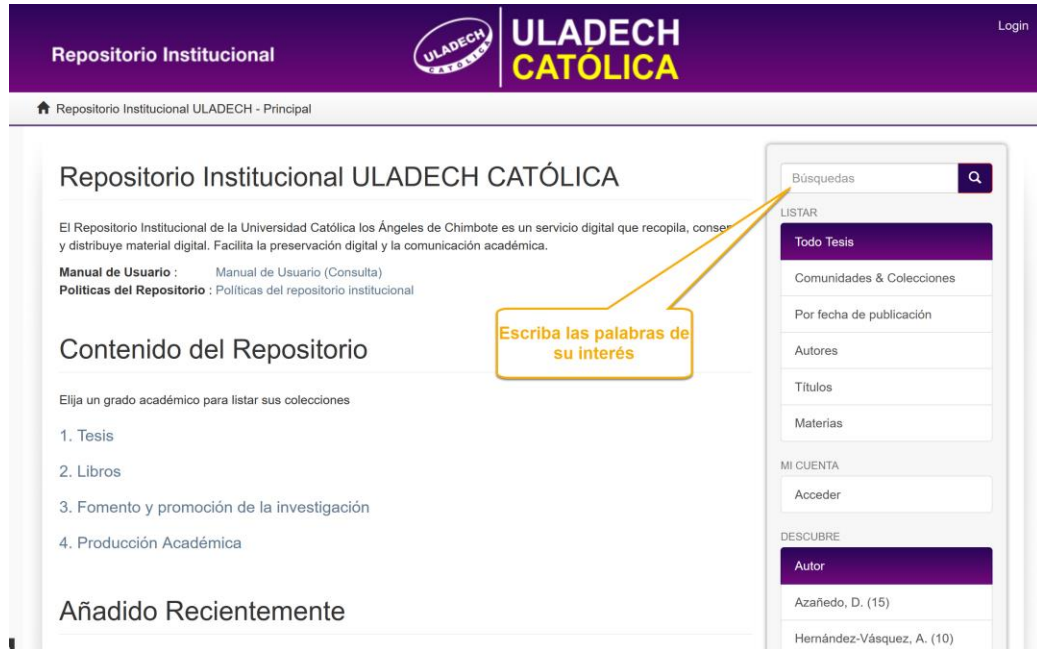 Login
Repositorio Institucional
ULADECH
CATÓLICA
ULADECH
CATÓLICA
Repositorio Institucional ULADECH - Principal
Repositorio Institucional ULADECH CATÓLICA
El Repositorio Institucional de la Universidad Católica los Ángeles de Chimbote es un servicio digital que recopila, conser
y distribuye material digital. Facilita la preservación digital y la comunicación académica.
Manual de Usuario : Manual de Usuario (Consulta)
Politicas del Repositorio : Políticas del repositorio institucional
Escriba las palabras de
su interés
Contenido del Repositorio
Elija un grado académico para listar sus colecciones
1. Tesis
2. Libros
3. Fomento y promoción de la investigación
4. Producción Académica
Añadido Recientemente
Búsquedas
LISTAR
Todo Tesis
Comunidades & Colecciones
Por fecha de publicación
Autores
Títulos
Materias
MI CUENTA
Acceder
DESCUBRE
Autor
Azañedo, D. (15)
Hernández-Vásquez, A. (10)